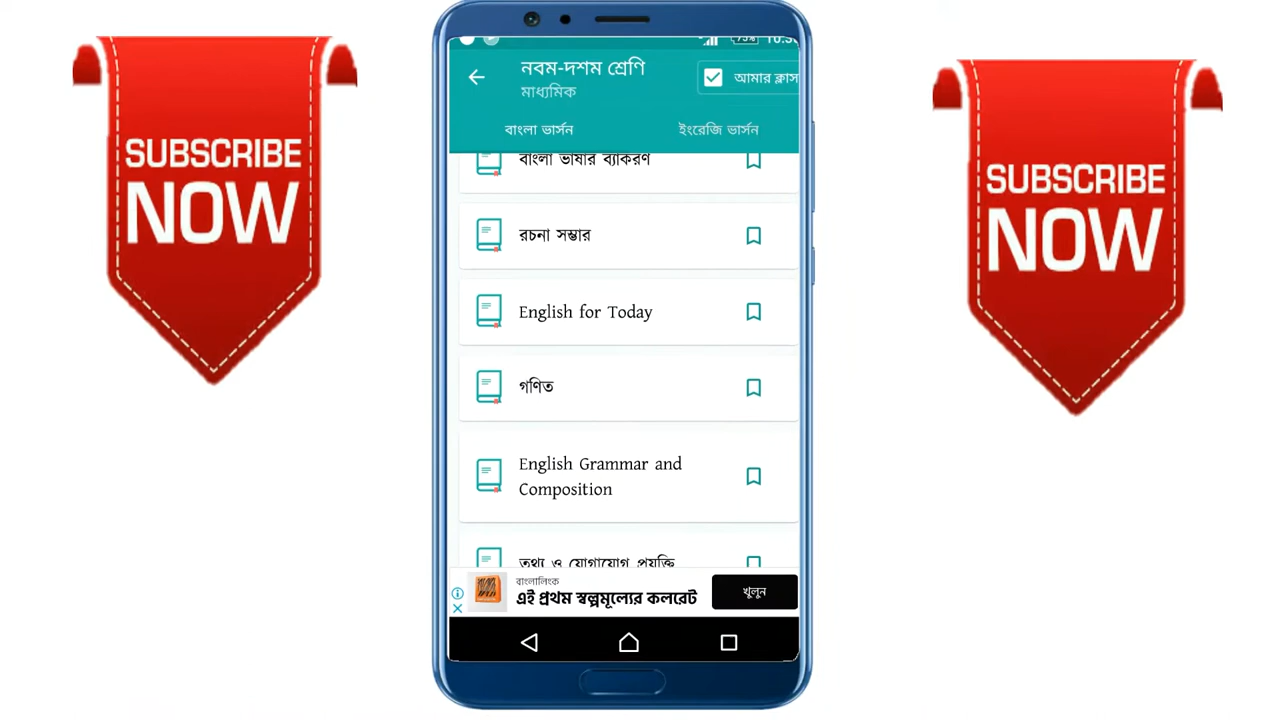 SUBSCRIBE
NOW
নবম-দশম শ্রেণি
মাধ্যমিক
আমার ক্লাস
বাংলা ভার্সন
ইংরেজি ভার্সন
বাংলা ভাষার ব্যাকরণ
রচনা সম্ভার
English for Today
গণিত
English Grammar and
Composition
তথ্য ও যোগাযোগ প্রযুক্তি
বাংলালিংক
এই প্রথম স্বল্পমূল্যের কলরেট
খুলুন
SUBSCRIBE
NOW